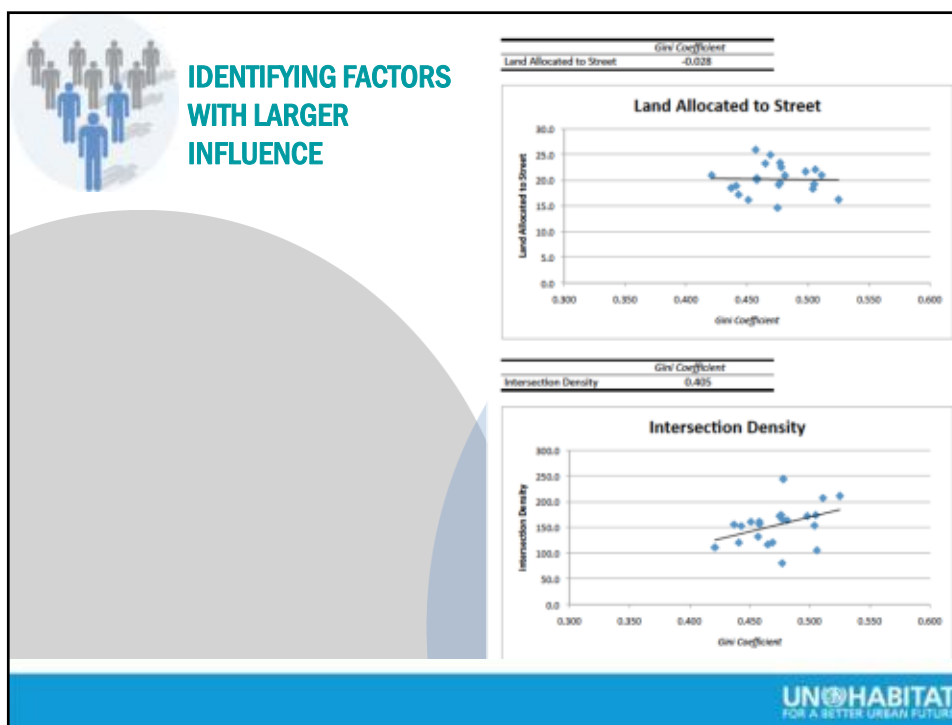 IDENTIFYING FACTORS
WITH LARGER
INFLUENCE
Gini Coefficient
Land Allocated to Street -0.028
Land Allocated to Street
Land Allocated to Street
30.0
25.0
20.0
15.0
10.0
5.0
0.0
0.300 0.350 0.400 0.450 0.500 0.550 0.600
Gini Coefficient
Gini Coefficient
Intersection Density 0.405
Intersection Density
Intersection Density
300.0
250.0
200.0
150.0
100.0
50.0
0.0
0.300 0.350 0.400 0.450 0.500 0.550 0.600
Gini Coefficient
UN HABITAT
FOR A BETTER URBAN FUTURE